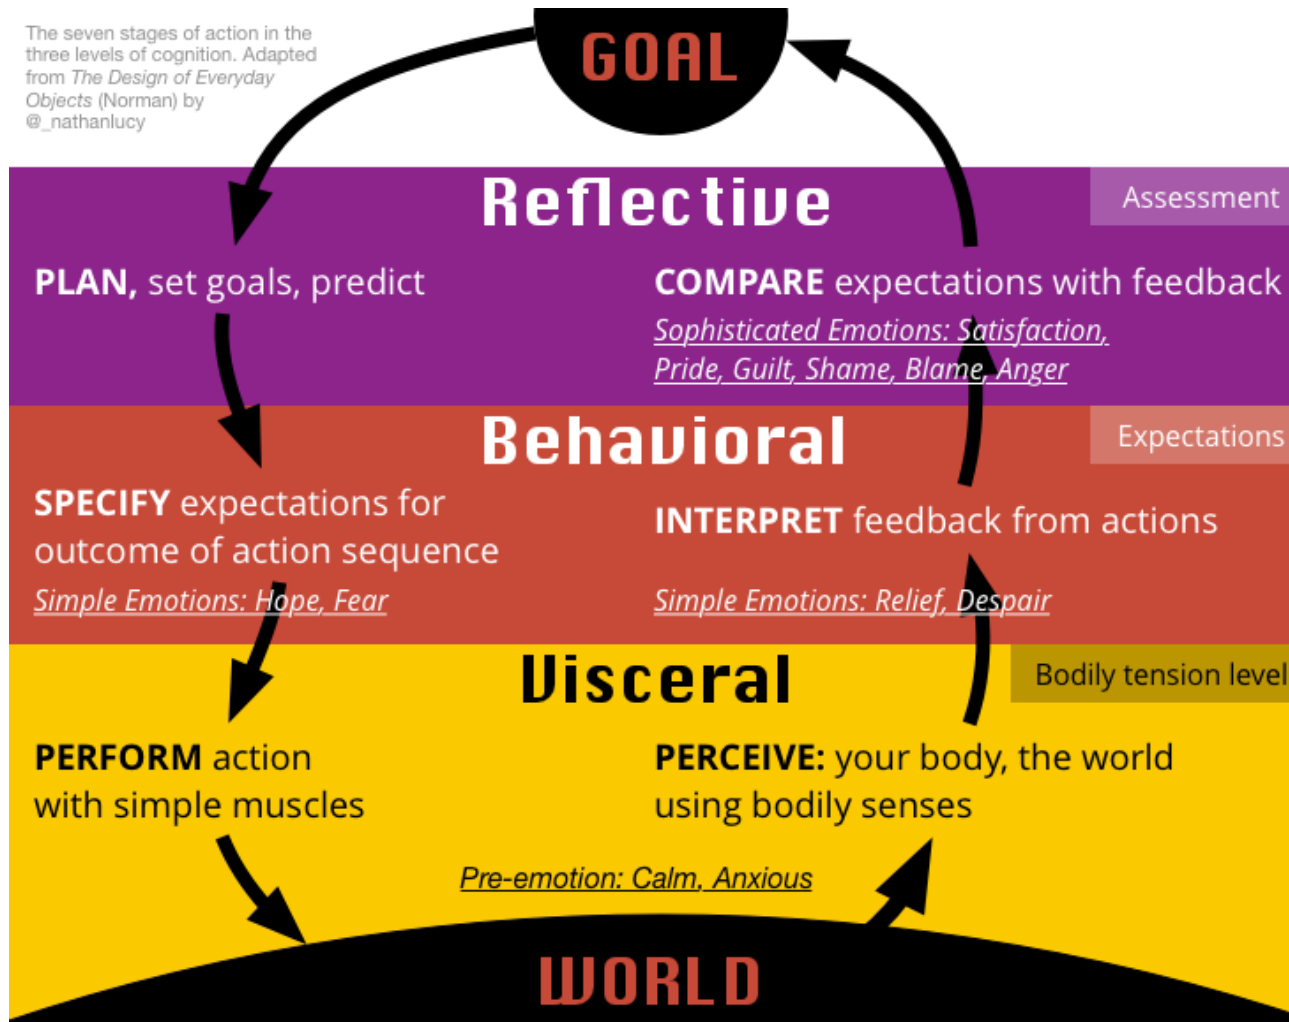 The seven stages of action in the
three levels of cognition. Adapted
from The Design of Everyday
Objects (Norman) by
@_nathanlucy
GOAL
Reflective
Assessment
PLAN, set goals, predict
COMPARE expectations with feedback
Sophisticated Emotions: Satisfaction,
Pride, Guilt, Shame, Blame, Anger
Behavioral
Expectations
SPECIFY expectations for
outcome of action sequence
Simple Emotions: Hope, Fear
INTERPRET feedback from actions
Simple Emotions: Relief, Despair
Visceral
Bodily tension level
PERFORM action
with simple muscles
PERCEIVE: your body, the world
using bodily senses
Pre-emotion: Calm, Anxious
WORLD